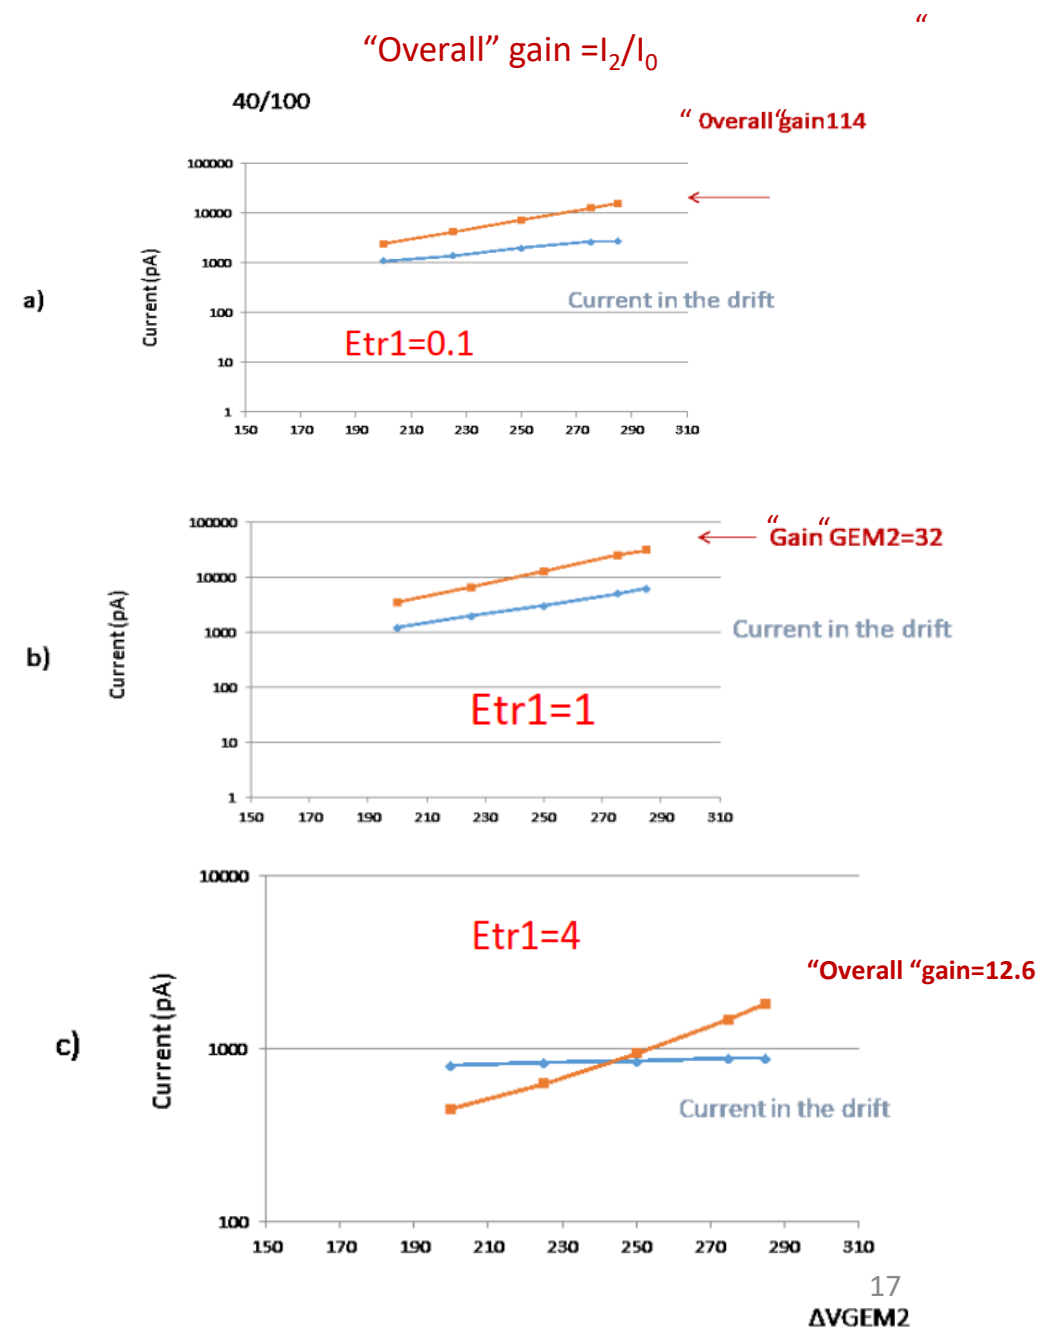 “
“Overall” gain =I₂/I₀
40/100
“ Overall“gain114
100000
10000
1000
100
10
1
Current(pA)
a)
Current in the drift
Etr1=0.1
150 170 190 210 230 250 270 290 310
100000
10000
1000
100
10
1
Current(pA)
b)
“Gain“GEM2=32
Current in the drift
Etr1=1
150 170 190 210 230 250 270 290 310
10000
1000
100
Current(pA)
c)
Etr1=4
“Overall “gain=12.6
Current in the drift
150 170 190 210 230 250 270 290 310
17
ΔVGEM2